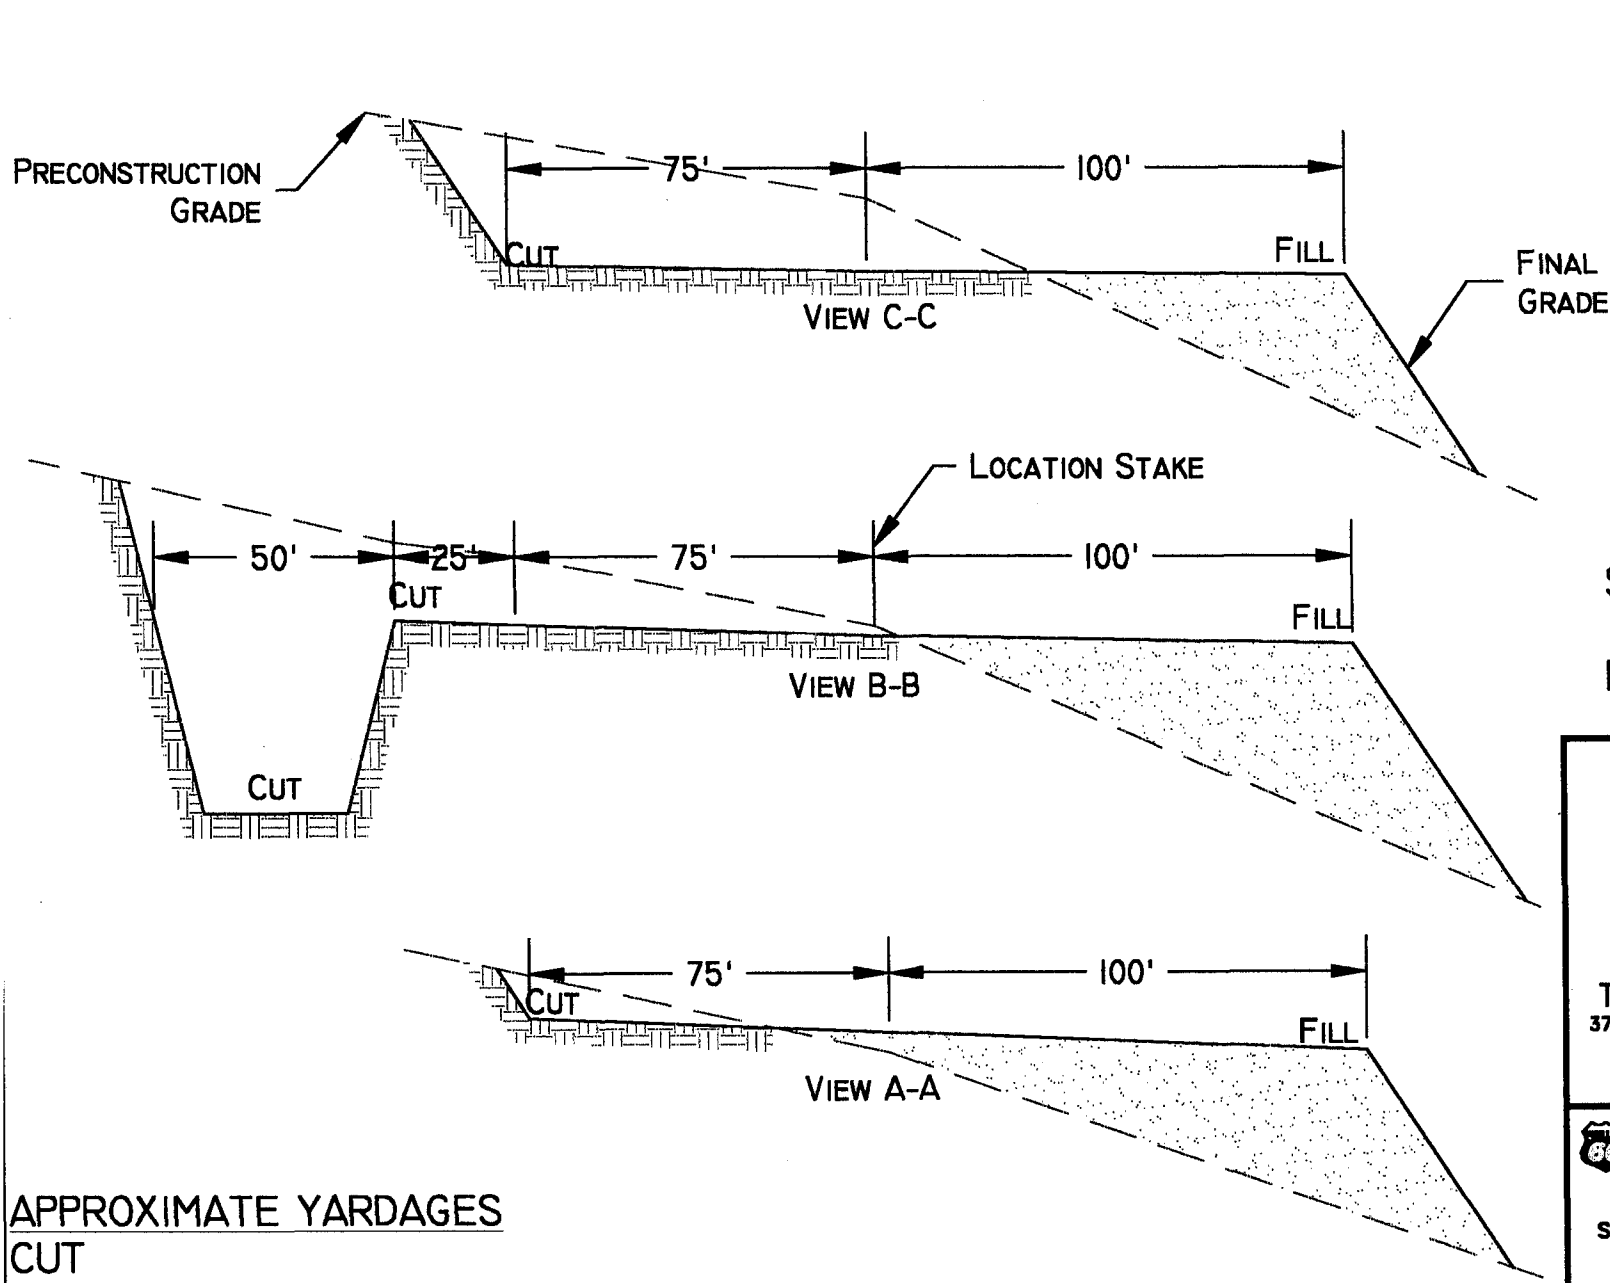 PRECONSTRUCTION
GRADE
75'
100'
CUT
FILL
VIEW C-C
FINAL
GRADE
LOCATION STAKE
50'
25'
75'
100'
CUT
FILL
VIEW B-B
CUT
75'
100'
CUT
FILL
VIEW A-A
37
APPROXIMATE YARDAGES
CUT